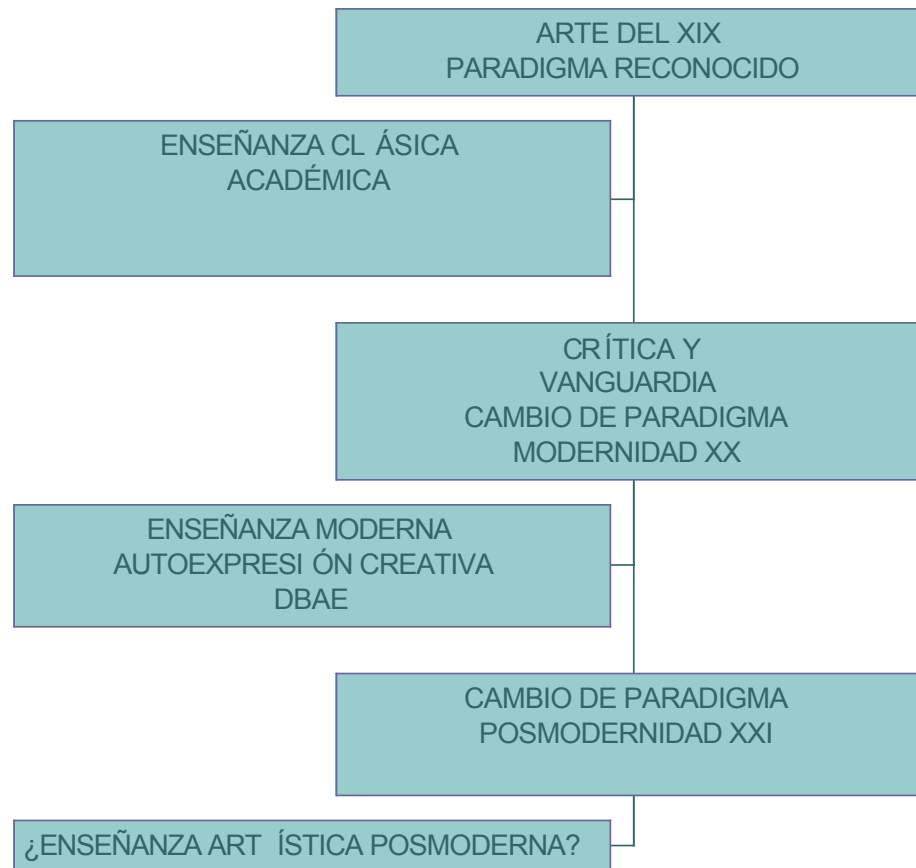 ARTE DEL XIX
PARADIGMA RECONOCIDO
ENSEÑANZA CL ÁSICA
ACADÉMICA
CRÍTICA Y
VANGUARDIA
CAMBIO DE PARADIGMA
MODERNIDAD XX
ENSEÑANZA MODERNA
AUTOEXPRESI ÓN CREATIVA
DBAE
CAMBIO DE PARADIGMA
POSMODERNIDAD XXI
¿ENSEÑANZA ART ÍSTICA POSMODERNA?